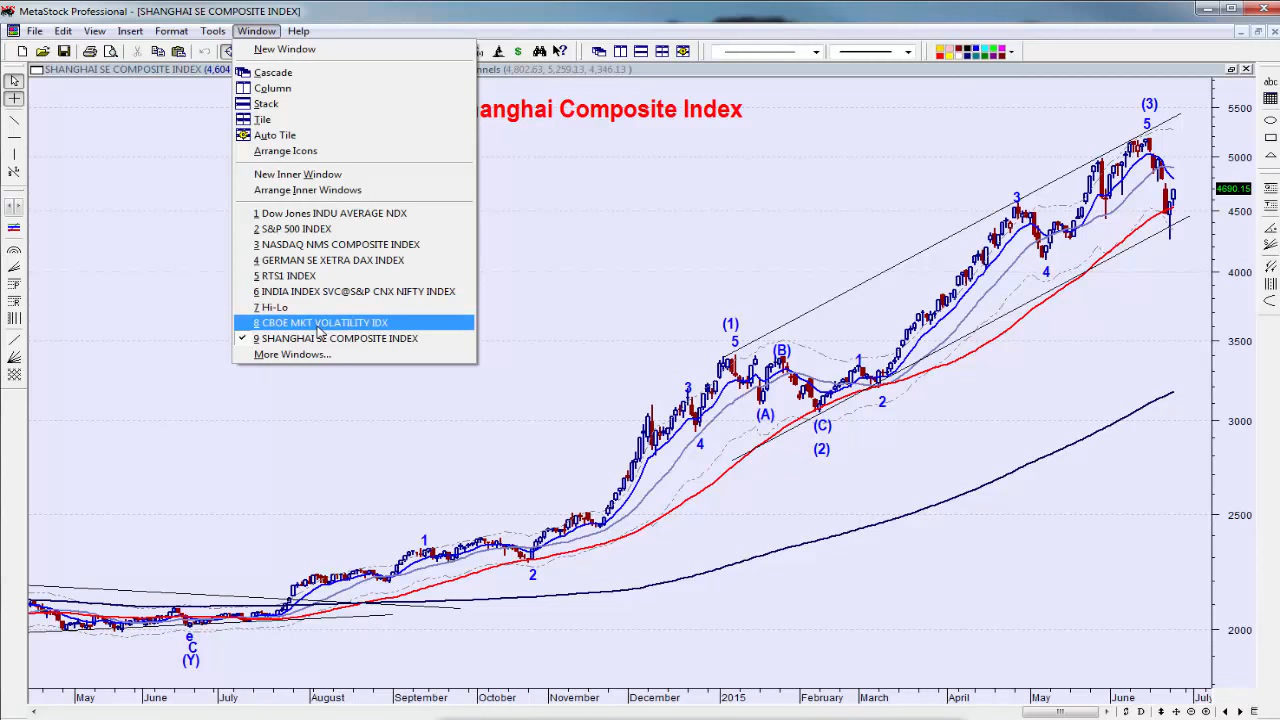 MetaStock Professional - [SHANGHAI SE COMPOSITE INDEX]
File Edit View Insert Format Tools Window Help
New Window
SHANGHAI SE COMPOSITE INDEX (4,604
(4,802.63, 5,259.13, 4,346.13)
Cascade
Column
Stack
Tile
Auto Tile
Arrange Icons
New Inner Window
Arrange Inner Windows
1 Dow Jones INDU AVERAGE NDX
2 S&P 500 INDEX
3 NASDAQ NMS COMPOSITE INDEX
4 GERMAN SE XETRA DAX INDEX
5 RTS1 INDEX
6 INDIA INDEX SVC@S&P CNX NIFTY INDEX
7 Hi-Lo
8 CBOE MKT VOLATILITY IDX
9 SHANGHAI SE COMPOSITE INDEX
More Windows...
anghai Composite Index
(3)
5
5500
5000
4690.15
3
4500
4
4000
(1)
5
3500
(B)
1
3
(A)
2
4
(C)
(2)
3000
2500
1
2
2000
e
C
(Y)
May June July August September October November December 2015 February March April May June July
abc
D